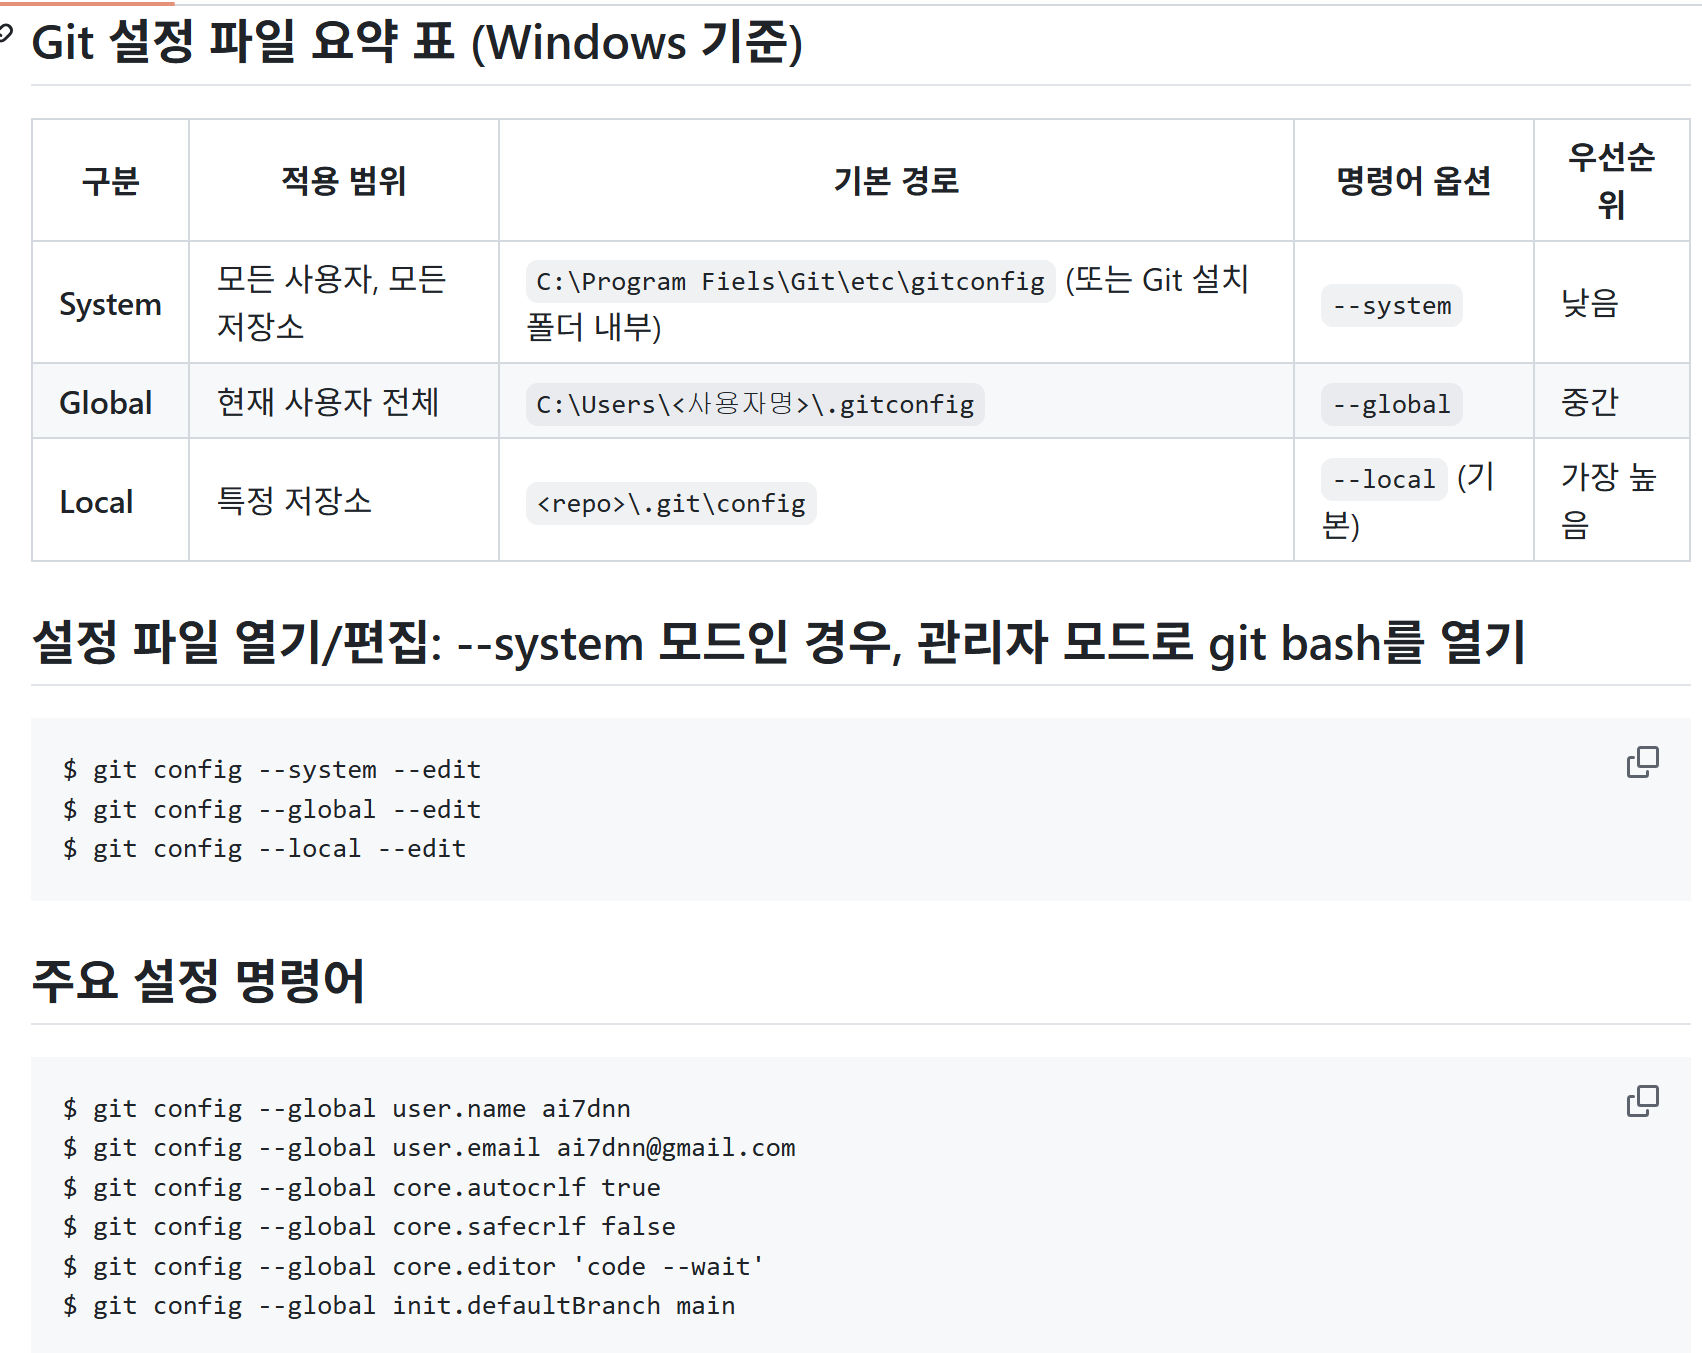 Git 설정 파일 요약 표 (Windows 기준)
구분 적용 범위 기본 경로 명령어 옵션 우선순
위
System 모든 사용자, 모든
저장소 C:\Program Fiels\Git\etc\gitconfig (또는 Git 설치
폴더 내부) --system 낮음
Global 현재 사용자 전체 C:\Users\<사용자명>\.gitconfig --global 중간
Local 특정 저장소 <repo>\.git\config --local (기
본) 가장 높
음
설정 파일 열기/편집: --system 모드인 경우, 관리자 모드로 git bash를 열기
$ git config --system --edit
$ git config --global --edit
$ git config --local --edit
주요 설정 명령어
$ git config --global user.name ai7dnn
$ git config --global user.email ai7dnn@gmail.com
$ git config --global core.autocrlf true
$ git config --global core.safecrlf false
$ git config --global core.editor 'code --wait'
$ git config --global init.defaultBranch main